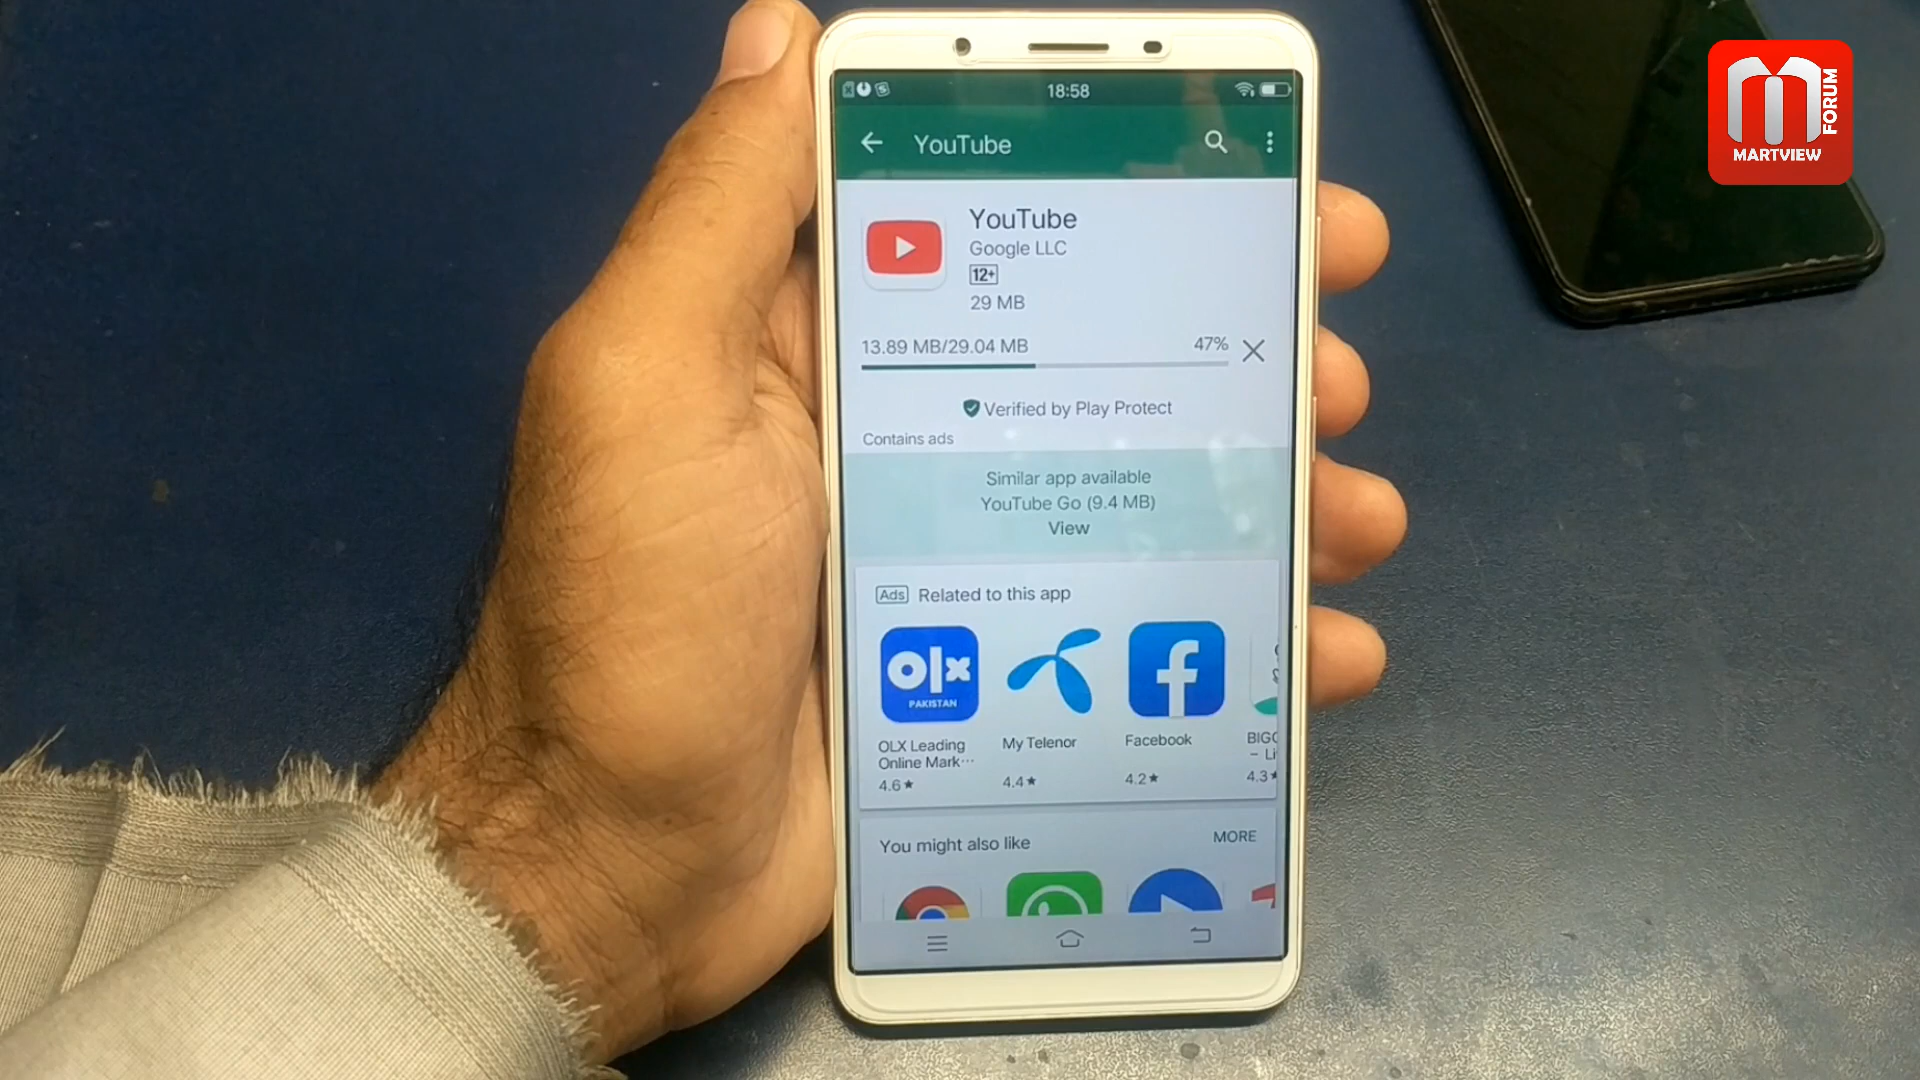 18:58
YouTube
YouTube
Google LLC
12+
29 MB
13.89 MB/29.04 MB
47%
Verified by Play Protect
Contains ads
Similar app available
YouTube Go (9.4 MB)
View
Ads Related to this app
olx
PAKISTAN
f
OLX Leading
Online Mark…
4.6★
My Telenor
4.4★
Facebook
4.2★
– Li
4.3★
You might also like
MORE
FORUM
MARTVIEW